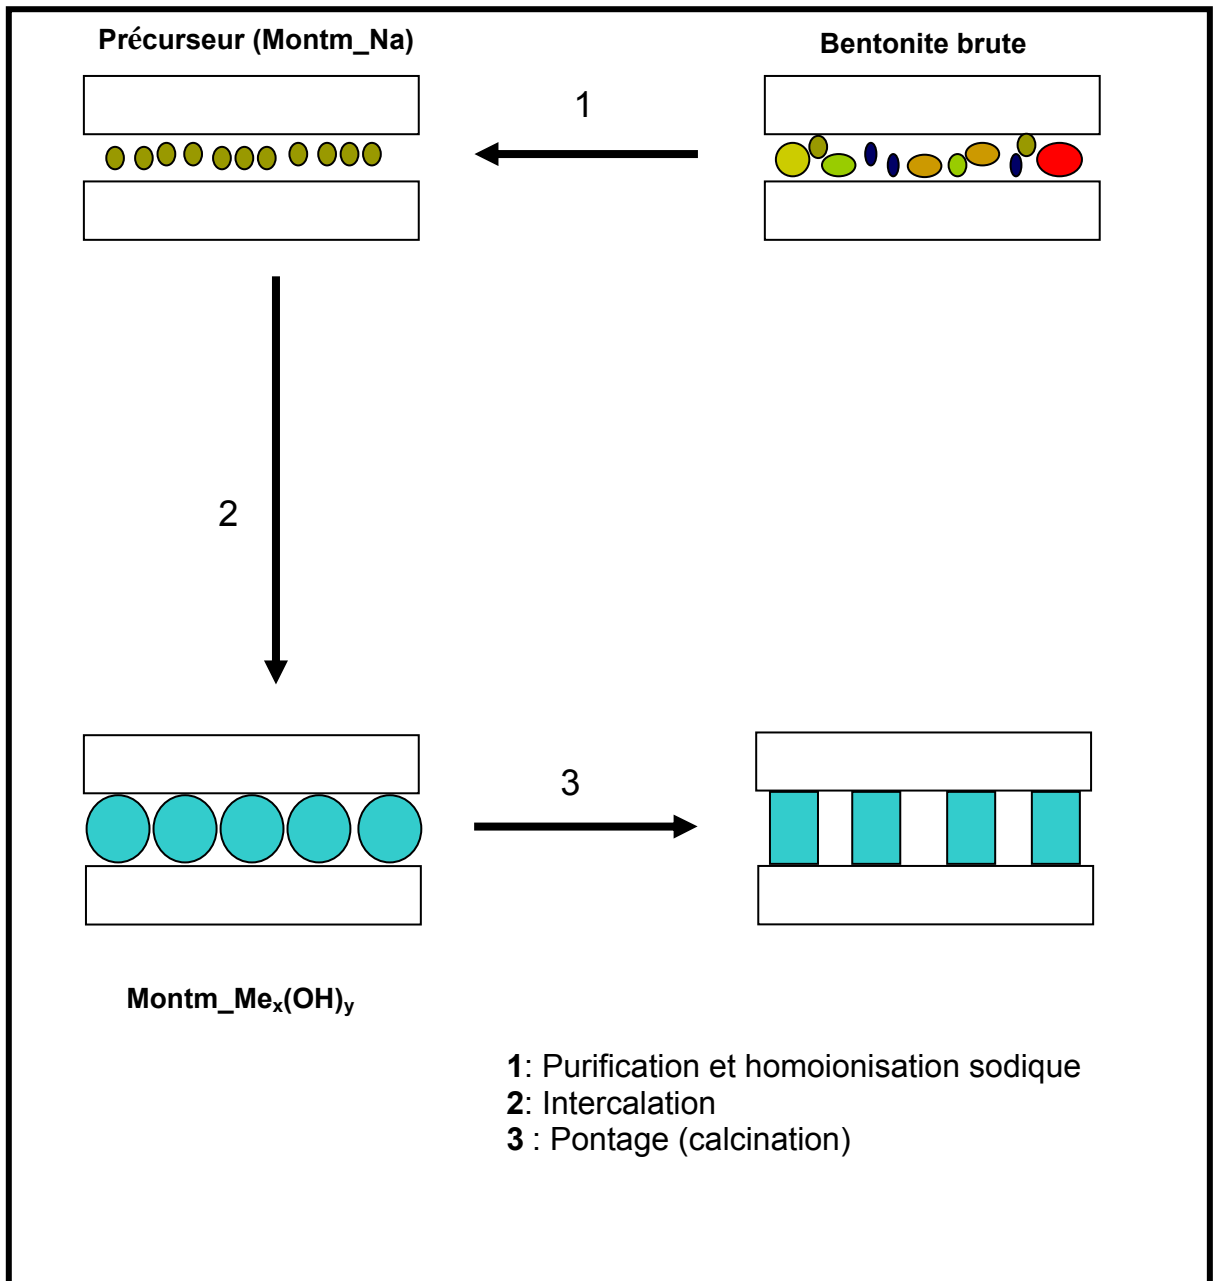 Précurseur (Montm_Na)
Bentonite brute
1
2
3
Montm_Meₓ(OH)ᵧ
1: Purification et homoionisation sodique
2: Intercalation
3 : Pontage (calcination)